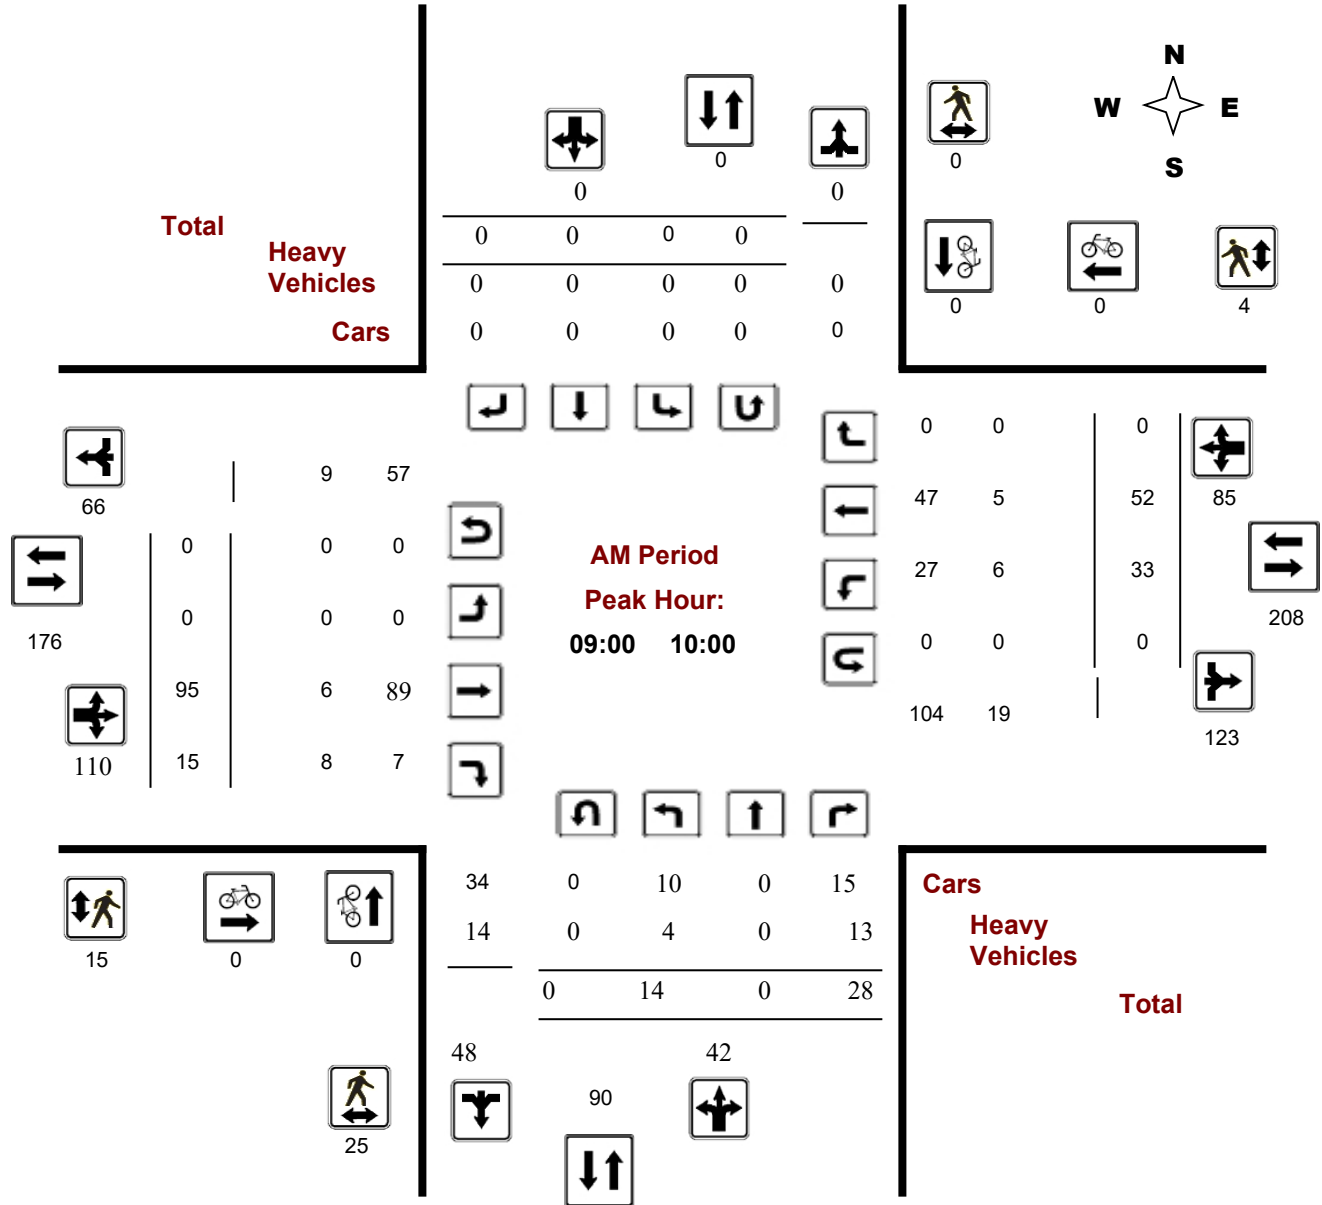 N
W E
S
0
0
0 0
0
Total
0 0 0 0
Heavy
Vehicles
0 0 0 0 0
Cars
0 0 0 0 0
0 0 4
0 0 0
9 57
66
47 5 52 85
0 0 0
AM Period
27 6 33
Peak Hour:
0 0 0
208
176
09:00 10:00
0 0 0
95 6 89
104 19
123
110 15 8 7
34 0 10 0 15
Cars
14 0 4 0 13
Heavy
Vehicles
15 0 0
0 14 0 28
Total
48 42
90
25